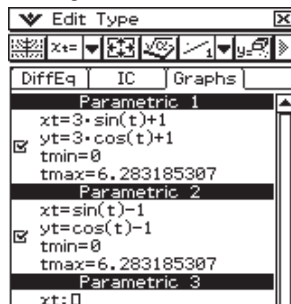 Edit Type
DiffEq IC Graphs
Parametric 1
xt=3·sin(t)+1
yt=3·cos(t)+1
tmin=0
tmax=6.283185307
Parametric 2
xt=sin(t)-1
yt=cos(t)-1
tmin=0
tmax=6.283185307
Parametric 3
xt:□